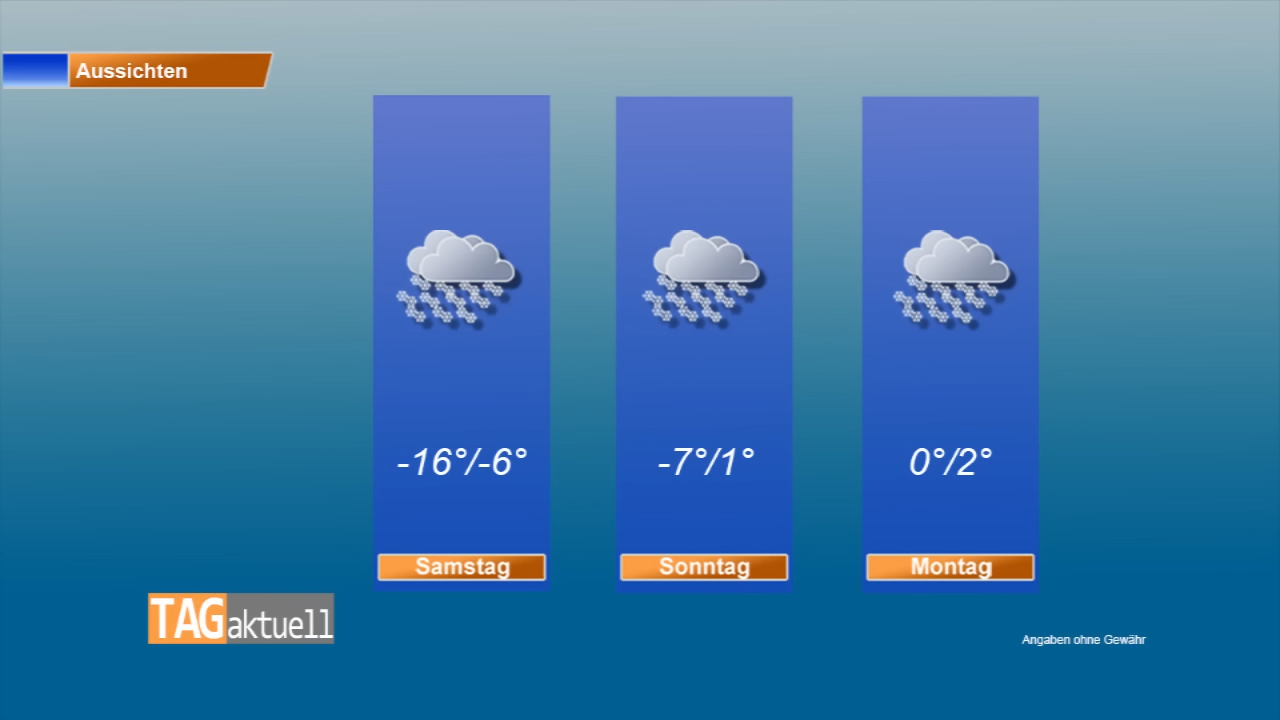 Aussichten
-16°/-6°
-7°/1°
0°/2°
Samstag
Sonntag
Montag
TAGaktuell
Angaben ohne Gewähr